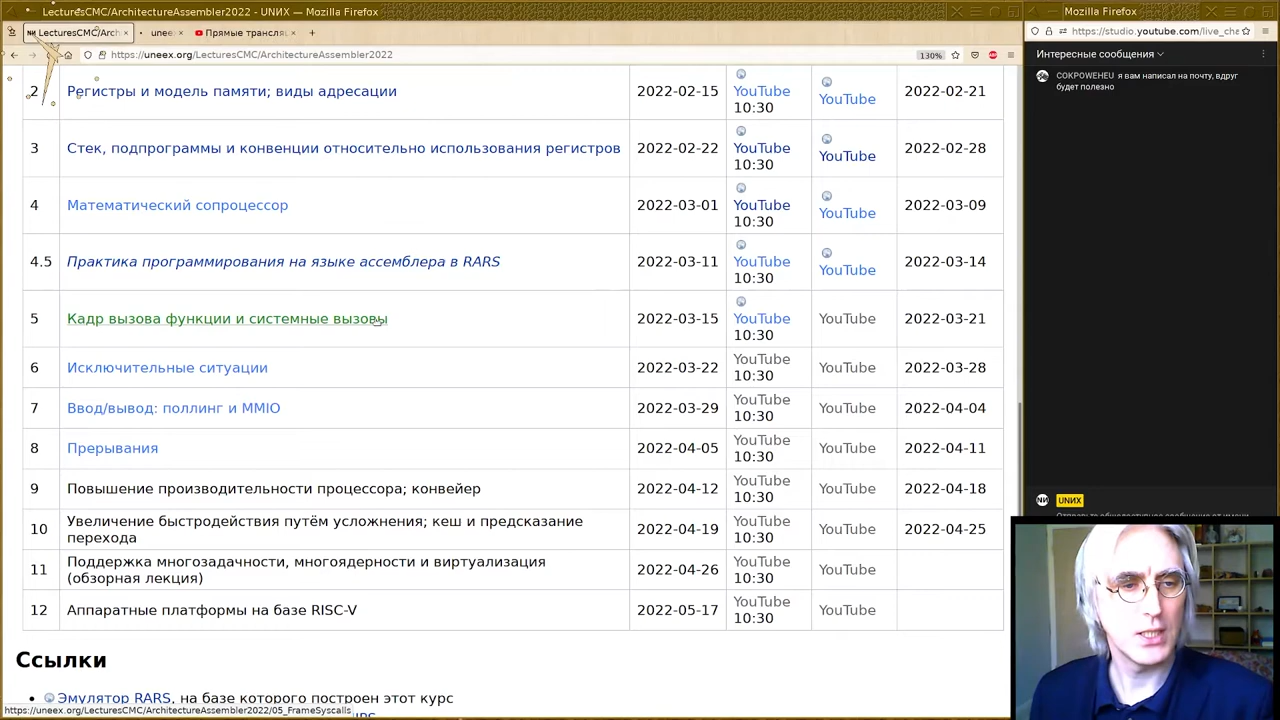 LecturesCMC/ArchitectureAssembler2022 - UNИX — Mozilla Firefox
LecturesCMC/Arch
unee
Прямые трансля
https://uneex.org/LecturesCMC/ArchitectureAssembler2022
130%
2 Регистры и модель памяти; виды адресации 2022-02-15 YouTube 10:30 YouTube 2022-02-21
3 Стек, подпрограммы и конвенции относительно использования регистров 2022-02-22 YouTube 10:30 YouTube 2022-02-28
4 Математический сопроцессор 2022-03-01 YouTube 10:30 YouTube 2022-03-09
4.5 Практика программирования на языке ассемблера в RARS 2022-03-11 YouTube 10:30 YouTube 2022-03-14
5 Кадр вызова функции и системные вызовы 2022-03-15 YouTube 10:30 YouTube 2022-03-21
6 Исключительные ситуации 2022-03-22 YouTube 10:30 YouTube 2022-03-28
7 Ввод/вывод: поллинг и MMIO 2022-03-29 YouTube 10:30 YouTube 2022-04-04
8 Прерывания 2022-04-05 YouTube 10:30 YouTube 2022-04-11
9 Повышение производительности процессора; конвейер 2022-04-12 YouTube 10:30 YouTube 2022-04-18
10 Увеличение быстродействия путём усложнения; кеш и предсказание перехода 2022-04-19 YouTube 10:30 YouTube 2022-04-25
11 Поддержка многозадачности, многоядерности и виртуализация (обзорная лекция) 2022-04-26 YouTube 10:30 YouTube
12 Аппаратные платформы на базе RISC-V 2022-05-17 YouTube 10:30 YouTube
Ссылки
Эмулятор RARS, на базе которого построен этот курс
https://uneex.org/LecturesCMC/ArchitectureAssembler2022/05_FrameSyscalls
Mozilla Firefox
https://studio.youtube.com/live_cha
Интересные сообщения
COKPOWEHEU я вам написал на почту, вдруг
будет полезно
UNИX